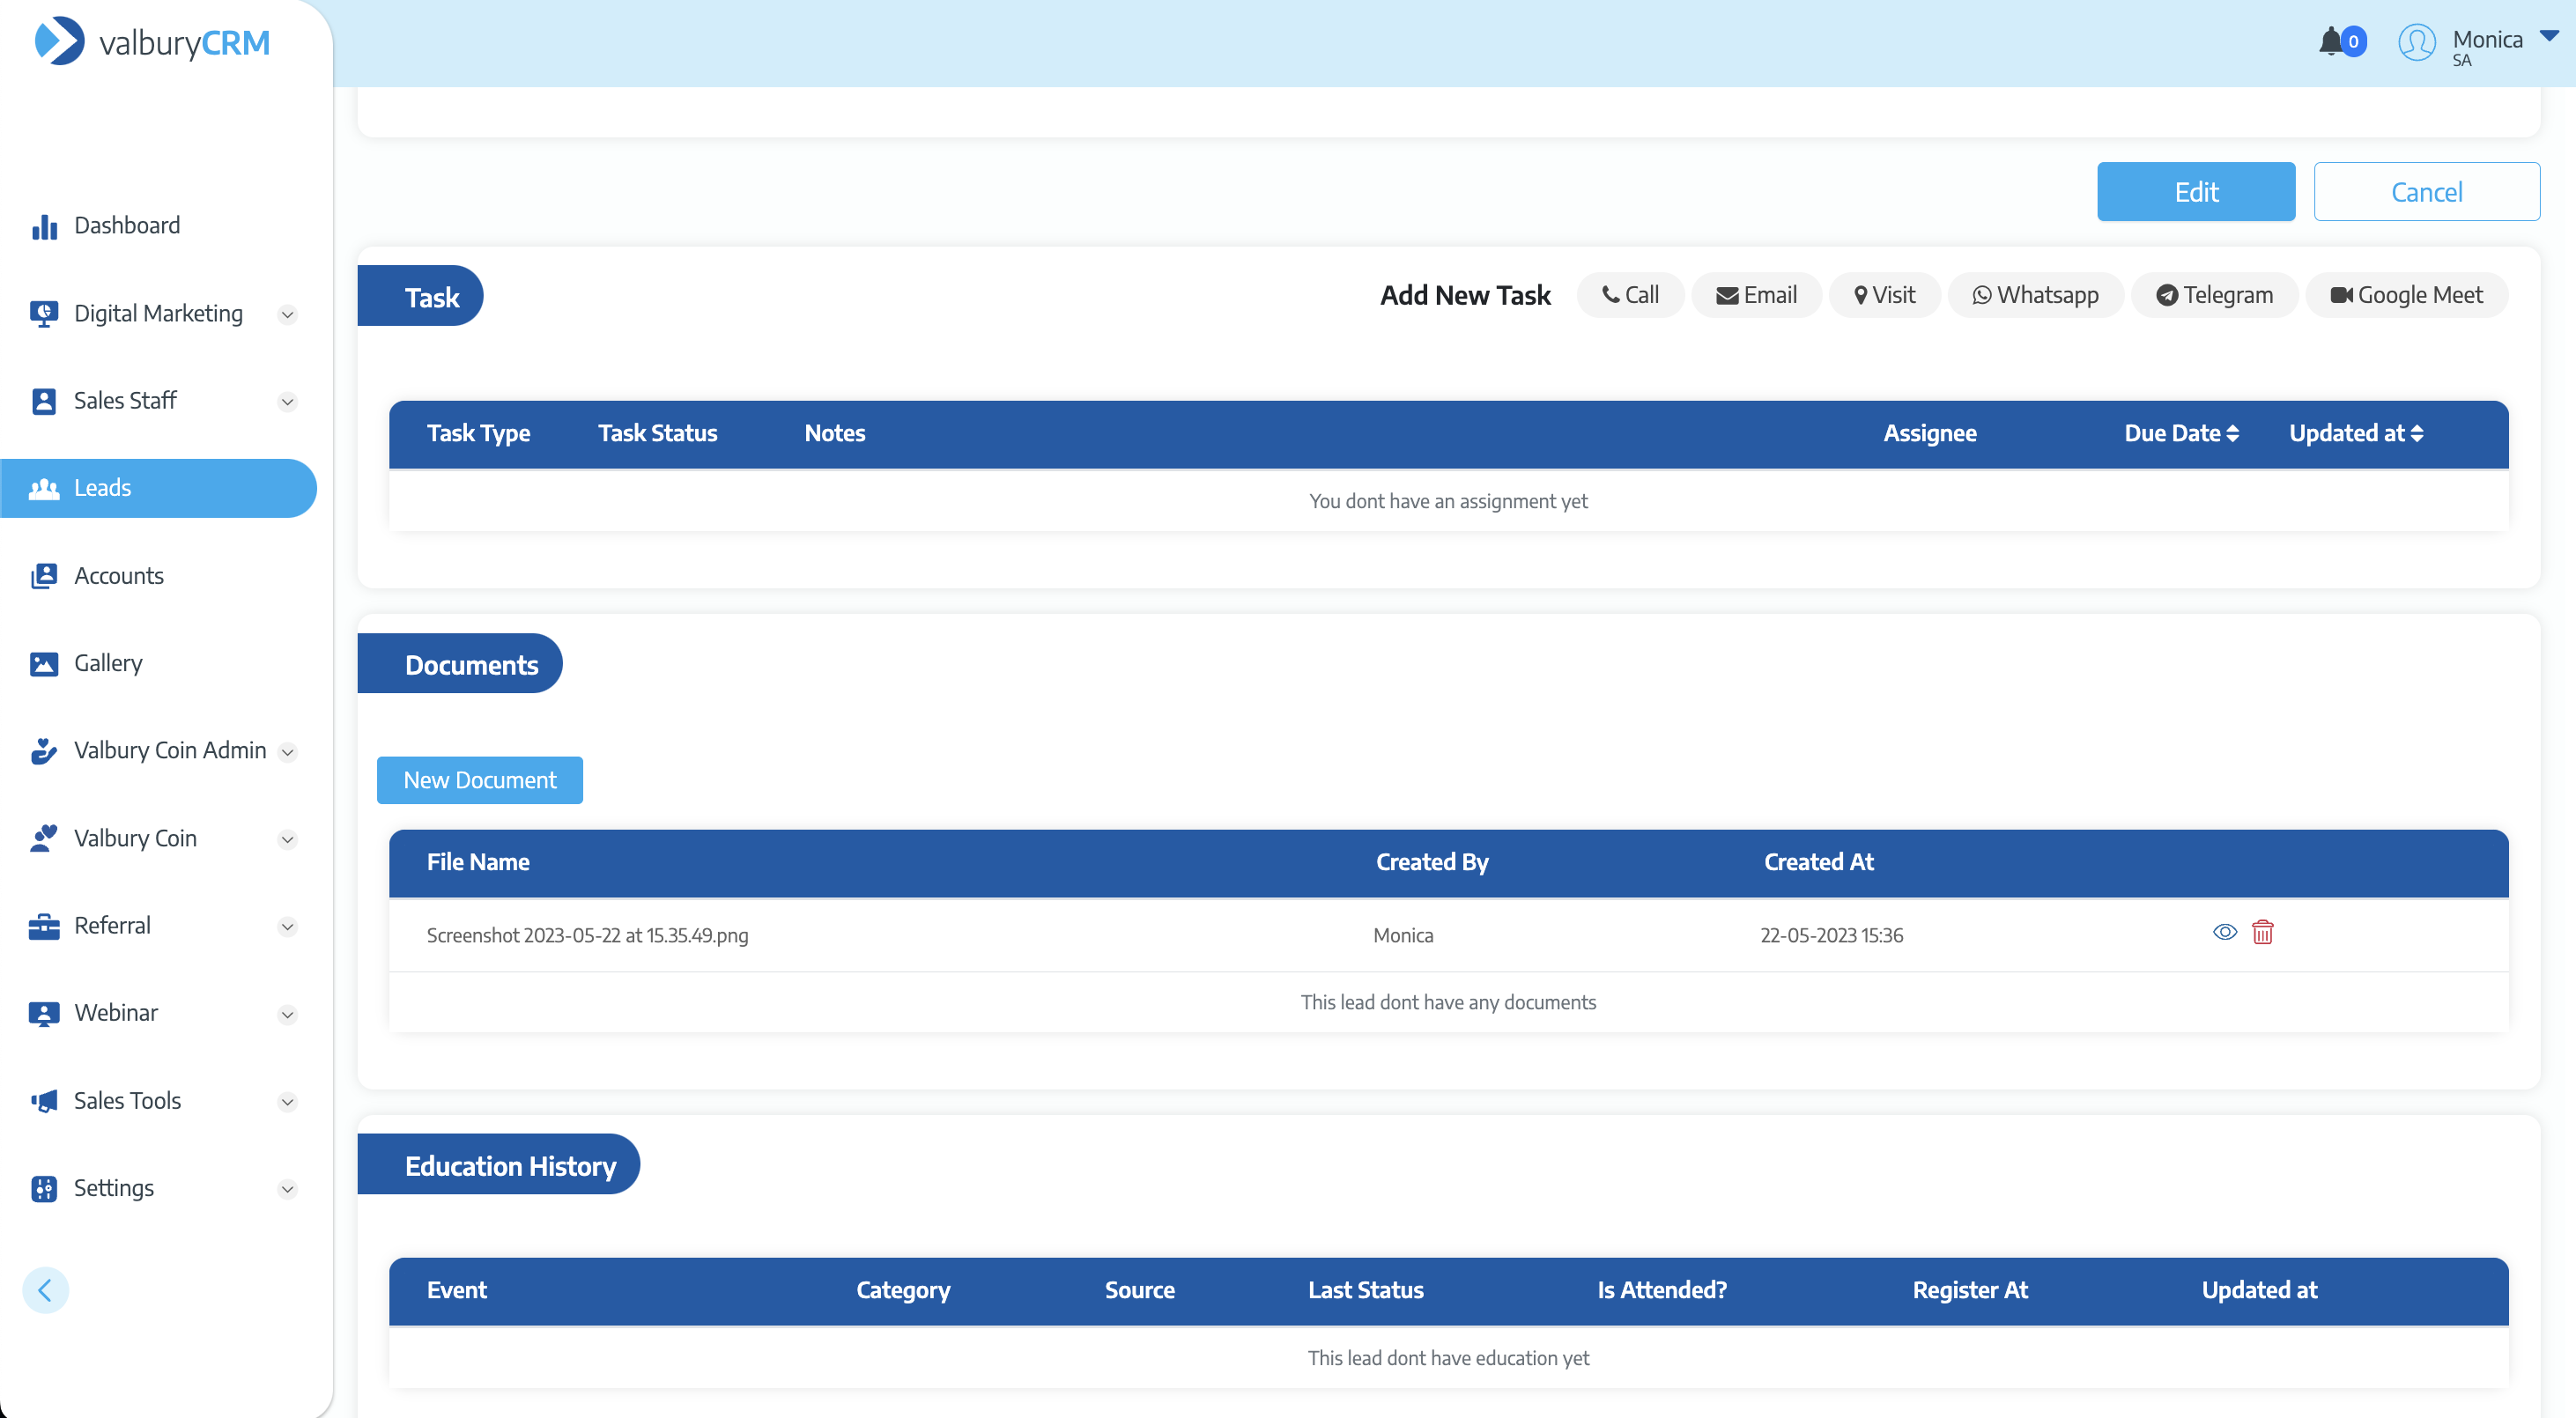 valburyCRM
0
Monica
SA
Dashboard
Digital Marketing
Sales Staff
Leads
Accounts
Gallery
Valbury Coin Admin
Valbury Coin
Referral
Webinar
Sales Tools
Settings
Edit
Cancel
Task
Add New Task
Call
Email
Visit
Whatsapp
Telegram
Google Meet
Task Type
Task Status
Notes
Assignee
Due Date
Updated at
You dont have an assignment yet
Documents
New Document
File Name
Created By
Created At
Screenshot 2023-05-22 at 15.35.49.png
Monica
22-05-2023 15:36
This lead dont have any documents
Education History
Event
Category
Source
Last Status
Is Attended?
Register At
Updated at
This lead dont have education yet